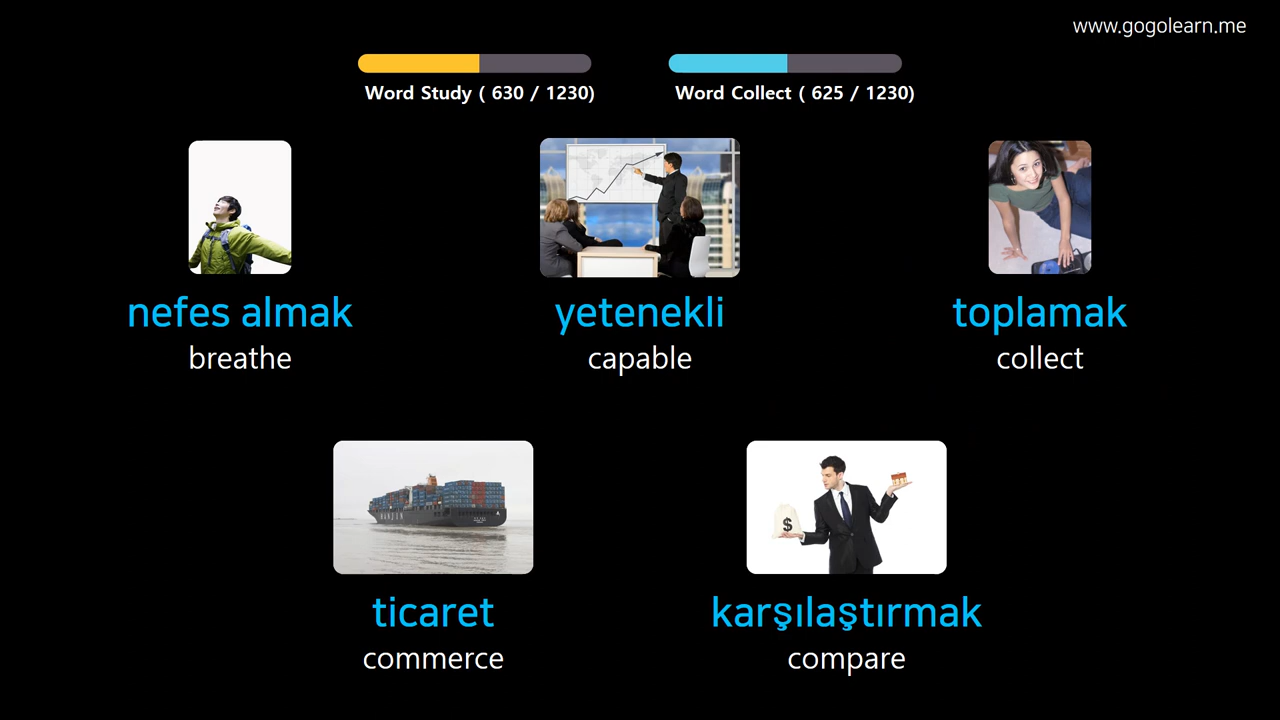 www.gogolearn.me
Word Study ( 630 / 1230)
Word Collect ( 625 / 1230)
nefes almak
breathe
yetenekli
capable
toplamak
collect
$
ticaret
commerce
karşılaştırmak
compare